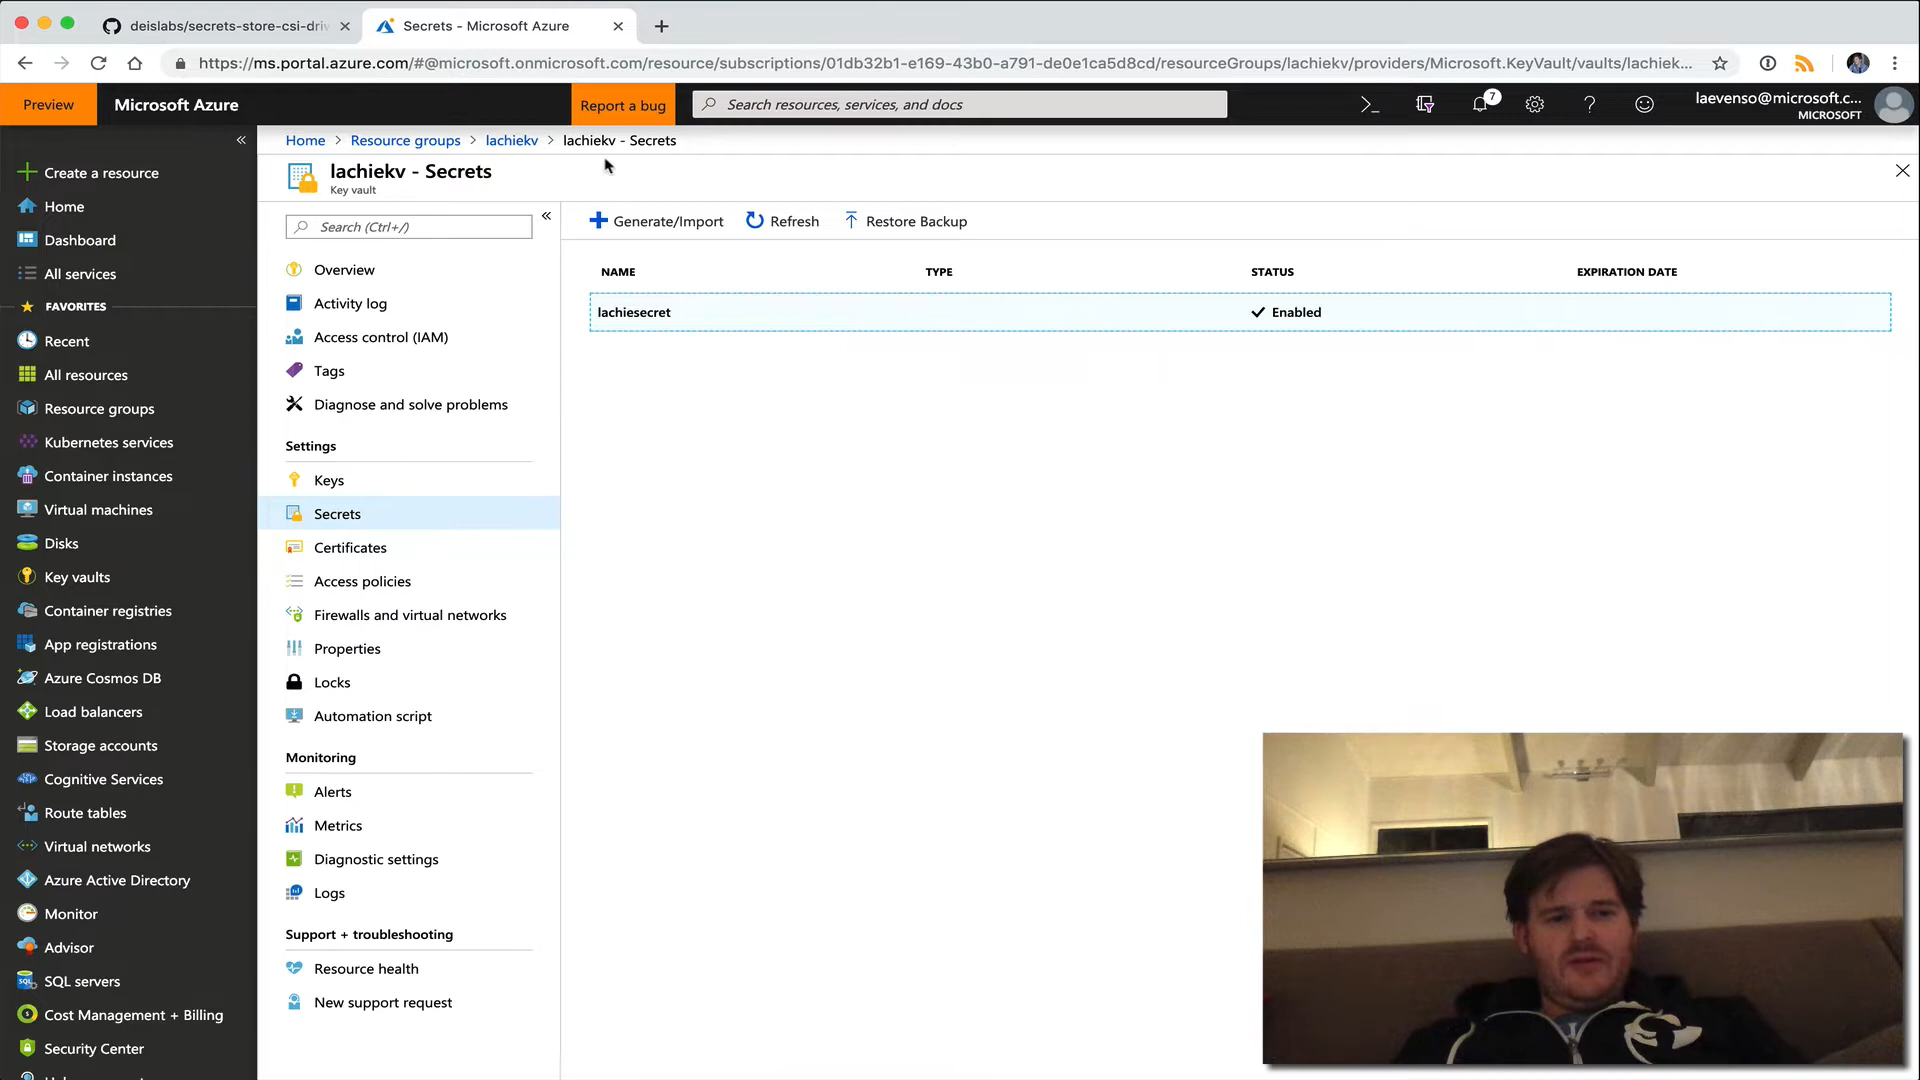 deislabs/secrets-store-csi-driv
Secrets - Microsoft Azure
https://ms.portal.azure.com/#@microsoft.onmicrosoft.com/resource/subscriptions/01db32b1-e169-43b0-a791-de0e1ca5d8cd/resourceGroups/lachiekv/providers/Microsoft.KeyVault/vaults/lachiek...
Preview
Microsoft Azure
Report a bug
Search resources, services, and docs
7
laevenso@microsoft.c...
MICROSOFT
Home > Resource groups > lachiekv > lachiekv - Secrets
lachiekv - Secrets
Key vault
Create a resource
Home
Dashboard
All services
FAVORITES
Recent
All resources
Resource groups
Kubernetes services
Container instances
Virtual machines
Disks
Key vaults
Container registries
App registrations
Azure Cosmos DB
Load balancers
Storage accounts
Cognitive Services
Route tables
Virtual networks
Azure Active Directory
Monitor
Advisor
SQL servers
Cost Management + Billing
Security Center
Search (Ctrl+/)
Overview
Activity log
Access control (IAM)
Tags
Diagnose and solve problems
Settings
Keys
Secrets
Certificates
Access policies
Firewalls and virtual networks
Properties
Locks
Automation script
Monitoring
Alerts
Metrics
Diagnostic settings
Logs
Support + troubleshooting
Resource health
New support request
Generate/Import
Refresh
Restore Backup
NAME TYPE STATUS EXPIRATION DATE
lachiesecret Enabled